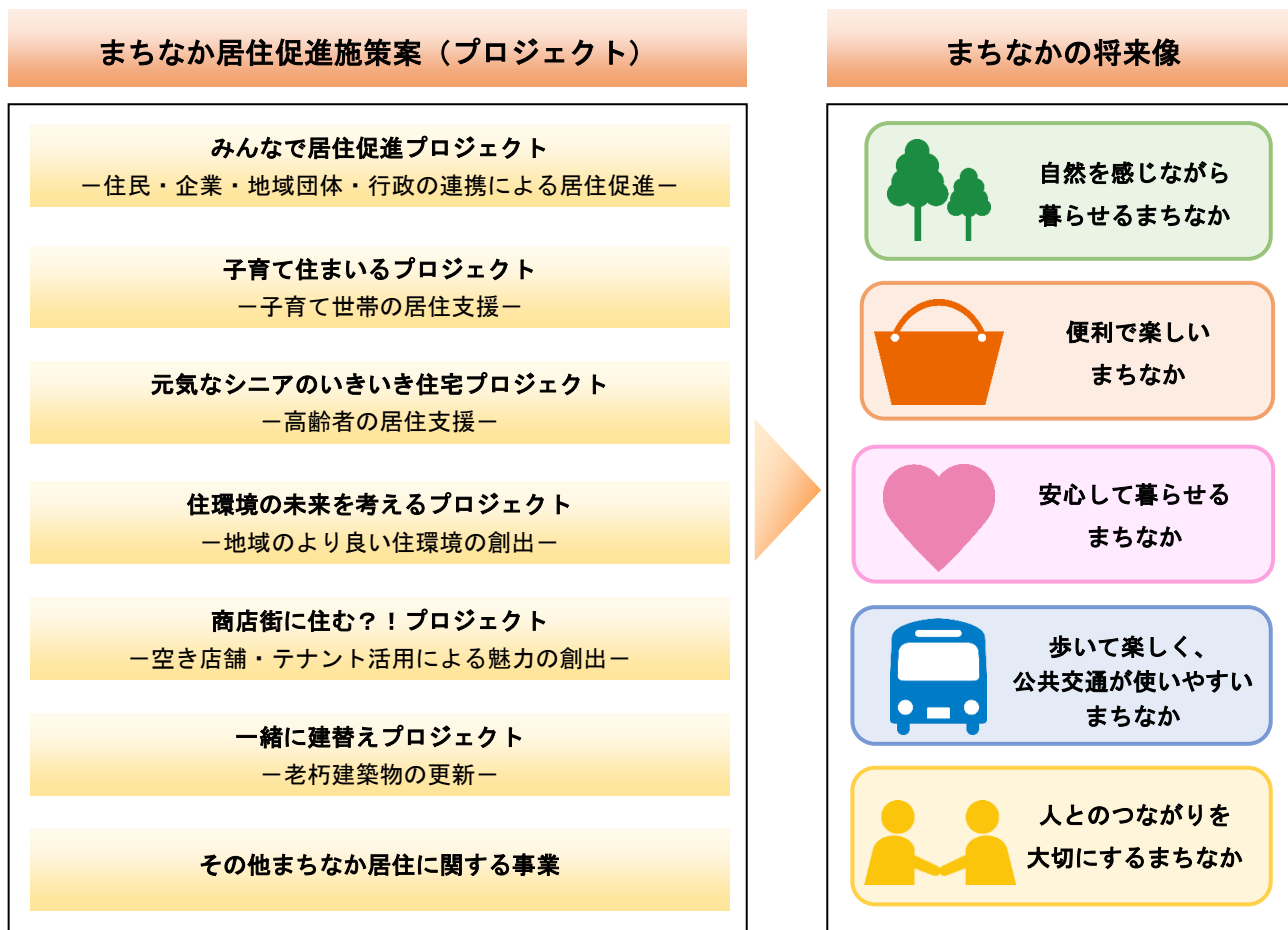 まちなか居住促進施策案（プロジェクト）
みんなで居住促進プロジェクト
－住民・企業・地域団体・行政の連携による居住促進－
子育て住まいるプロジェクト
－子育て世帯の居住支援－
元気なシニアのいきいき住宅プロジェクト
－高齢者の居住支援－
住環境の未来を考えるプロジェクト
－地域のより良い住環境の創出－
商店街に住む？！プロジェクト
－空き店舗・テナント活用による魅力の創出－
一緒に建替えプロジェクト
－老朽建築物の更新－
その他まちなか居住に関する事業
まちなかの将来像
自然を感じながら
暮らせるまちなか
便利で楽しい
まちなか
安心して暮らせる
まちなか
歩いて楽しく、
公共交通が使いやすい
まちなか
人とのつながりを
大切にするまちなか